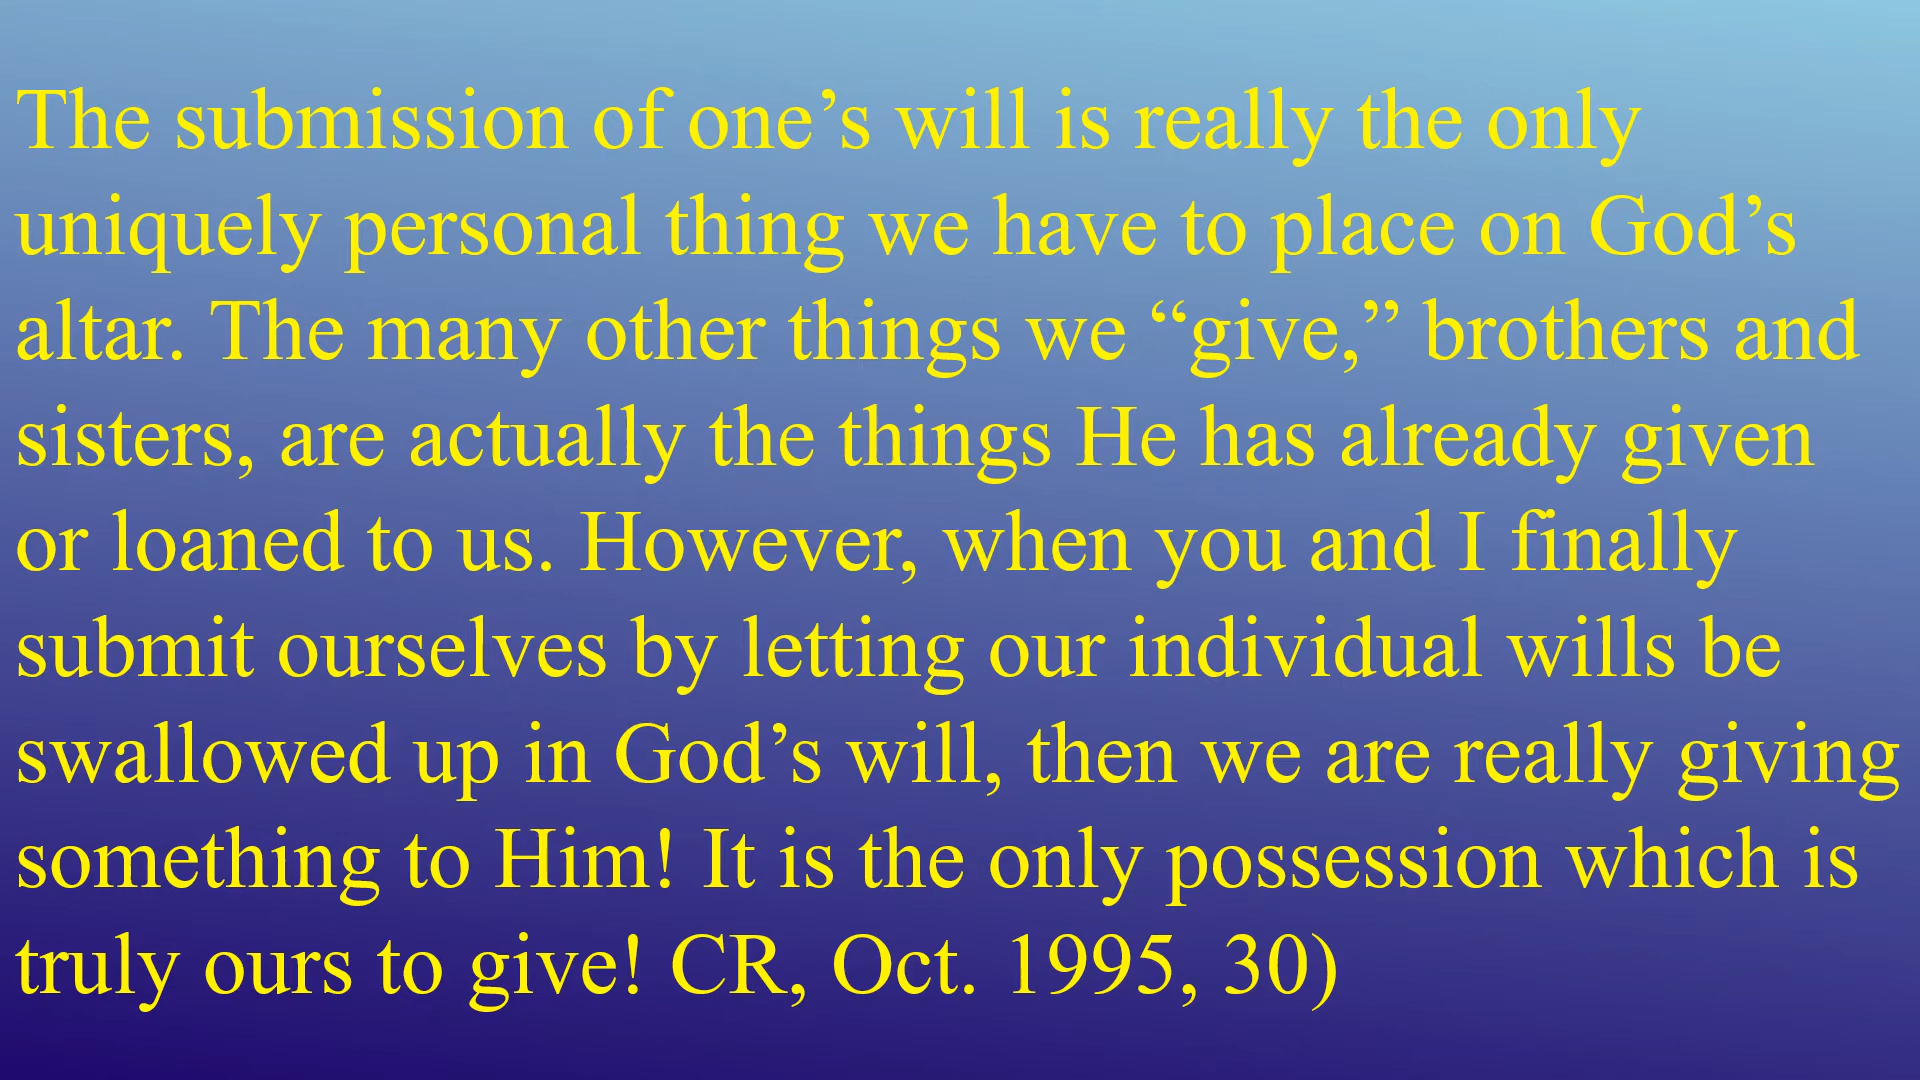 The submission of one’s will is really the only
uniquely personal thing we have to place on God’s
altar. The many other things we “give,” brothers and
sisters, are actually the things He has already given
or loaned to us. However, when you and I finally
submit ourselves by letting our individual wills be
swallowed up in God’s will, then we are really giving
something to Him! It is the only possession which is
truly ours to give! CR, Oct. 1995, 30)